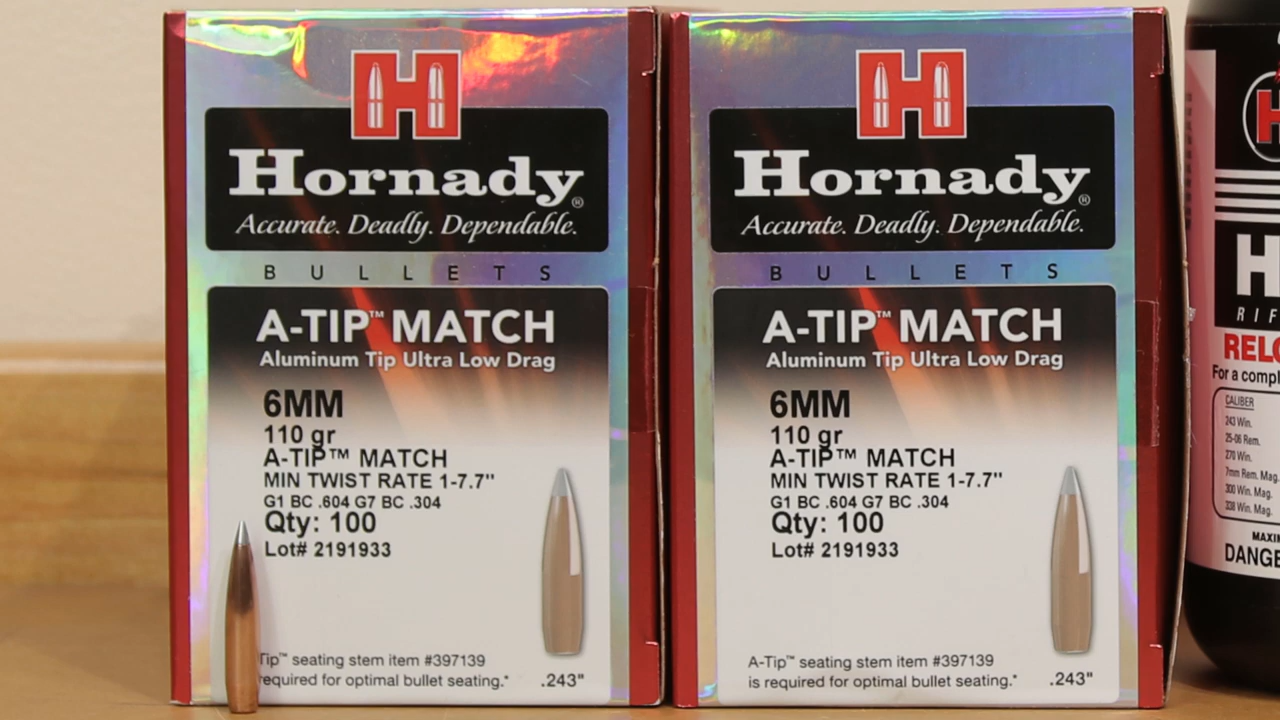 Hornady®
Accurate. Deadly. Dependable.
BULLETS
A-TIP™ MATCH
Aluminum Tip Ultra Low Drag
6MM
110 gr
A-TIP™ MATCH
MIN TWIST RATE 1-7.7"
G1 BC .604 G7 BC .304
Qty: 100
Lot# 2191933
Tip™ seating stem item #397139
required for optimal bullet seating.*
.243"
Hornady®
Accurate. Deadly. Dependable.
BULLETS
A-TIP™ MATCH
Aluminum Tip Ultra Low Drag
6MM
110 gr
A-TIP™ MATCH
MIN TWIST RATE 1-7.7"
G1 BC .604 G7 BC .304
Qty: 100
Lot# 2191933
A-Tip™ seating stem item #397139
is required for optimal bullet seating.*
.243"
H
RIF
RELO
For a compl
CALIBER
243 Win.
25-06 Rem.
270 Win.
7mm Rem. Mag.
300 Win. Mag.
338 Win. Mag.
MAXI
DANGE